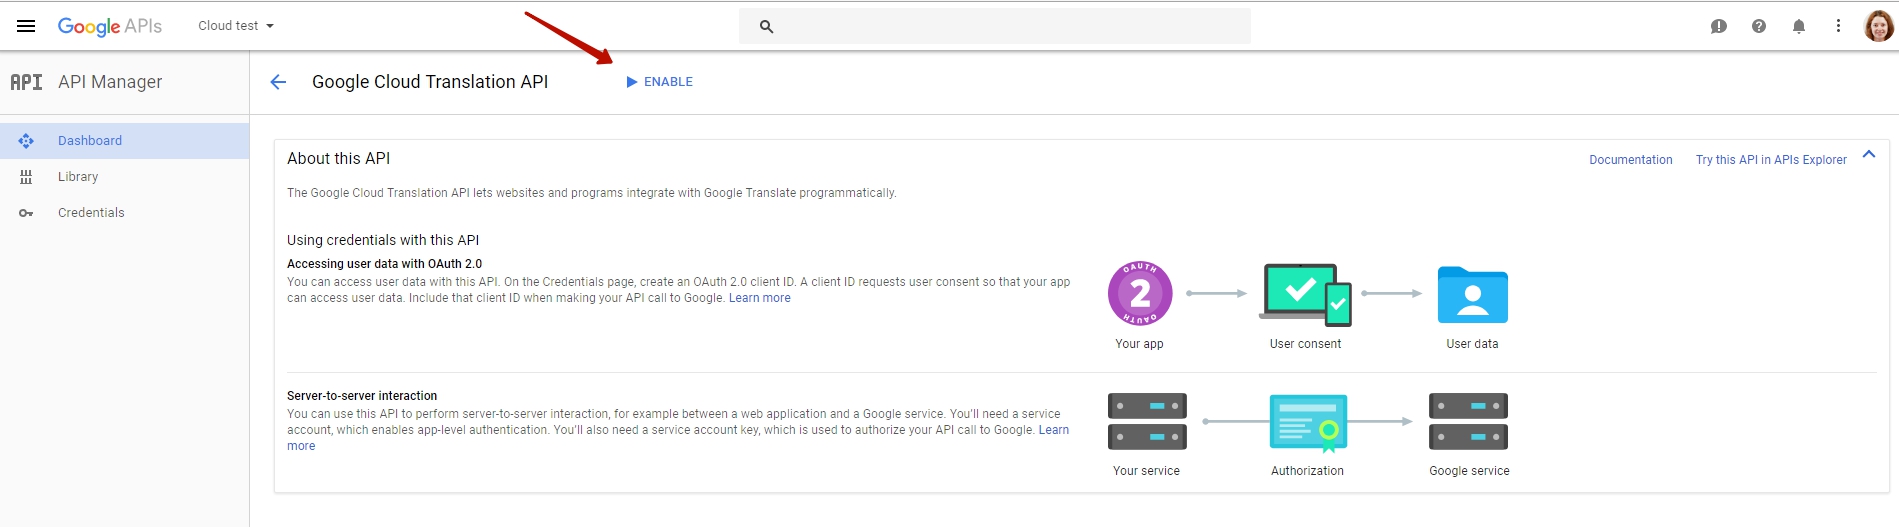 Google APIs
Cloud test
API
API Manager
Google Cloud Translation API
ENABLE
Dashboard
Library
Credentials
About this API
Documentation
Try this API in APIs Explorer
The Google Cloud Translation API lets websites and programs integrate with Google Translate programmatically.
Using credentials with this API
Accessing user data with OAuth 2.0
You can access user data with this API. On the Credentials page, create an OAuth 2.0 client ID. A client ID requests user consent so that your app
can access user data. Include that client ID when making your API call to Google. Learn more
OAUTH
2
OAUTH
Your app
User consent
User data
Server-to-server interaction
You can use this API to perform server-to-server interaction, for example between a web application and a Google service. You'll need a service
account, which enables app-level authentication. You'll also need a service account key, which is used to authorize your API call to Google. Learn
more
Your service
Authorization
Google service